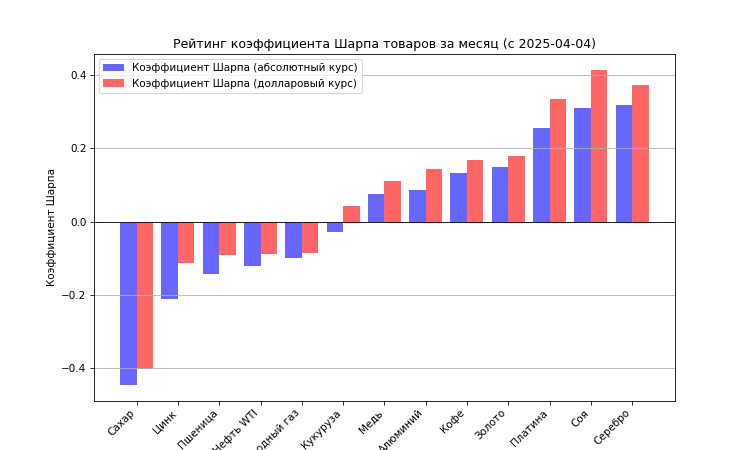 Рейтинг коэффициента Шарпа товаров за месяц (с 2025-04-04)
Коэффициент Шарпа (абсолютный курс)
Коэффициент Шарпа (долларовый курс)
Коэффициент Шарпа
0.4
0.2
0.0
−0.2
−0.4
Сахар
Цинк
Пшеница
Нефть WTI
одный газ
Кукуруза
Медь
Алюминий
Кофе
Золото
Платина
Соя
Серебро